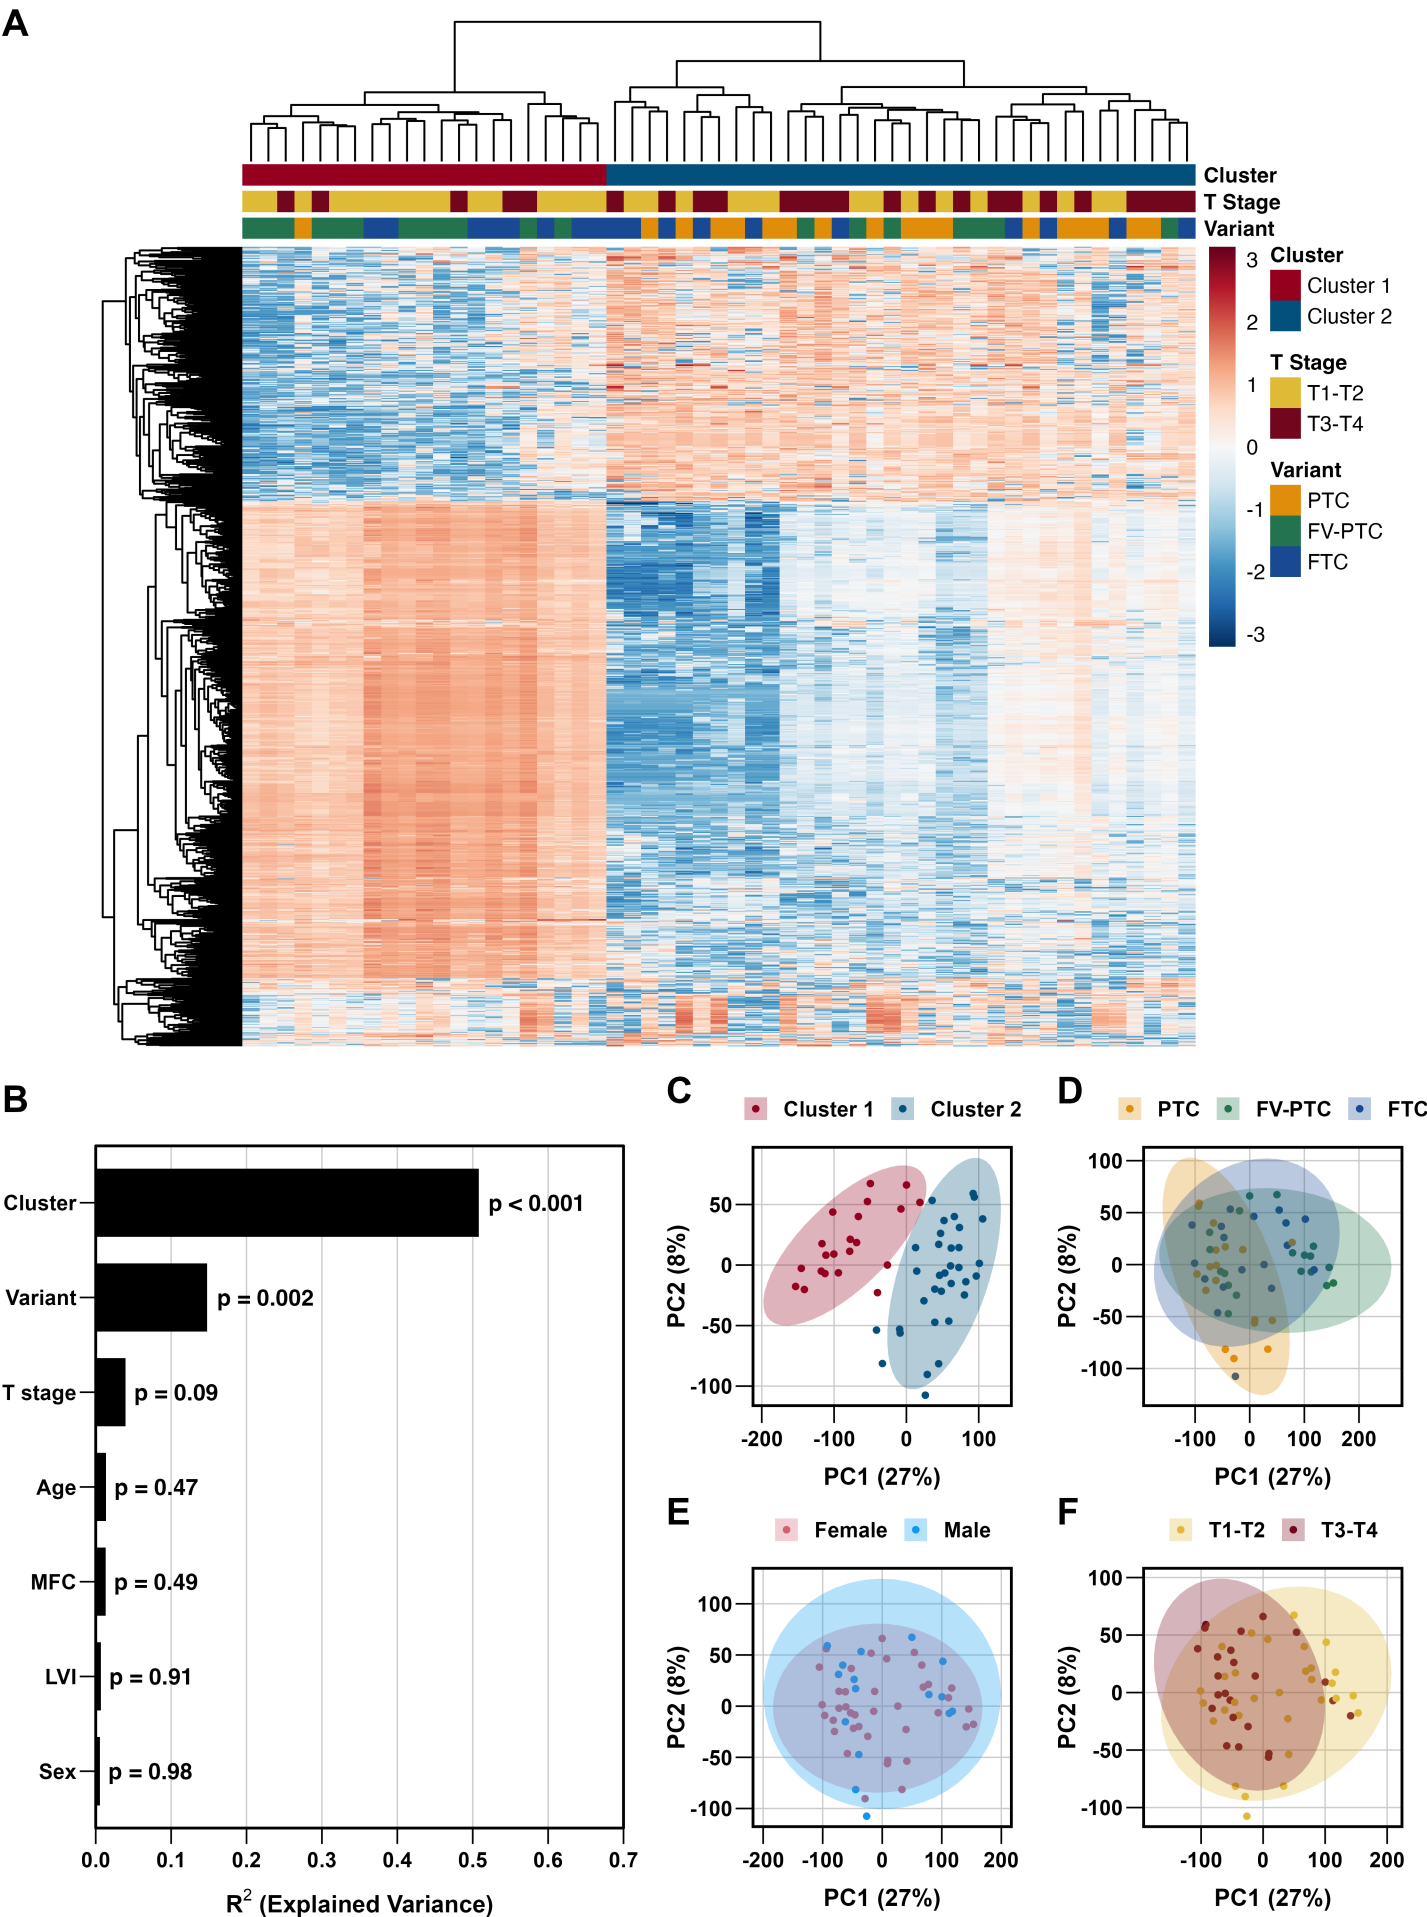 A
Cluster
T Stage
Variant
3
2
1
0
-1
-2
-3
Cluster
Cluster 1
Cluster 2
T Stage
T1-T2
T3-T4
Variant
PTC
FV-PTC
FTC
B
Cluster
p < 0.001
Variant
p = 0.002
T stage
p = 0.09
Age
p = 0.47
MFC
p = 0.49
LVI
p = 0.91
Sex
p = 0.98
0.0 0.1 0.2 0.3 0.4 0.5 0.6 0.7
R² (Explained Variance)
C
Cluster 1 Cluster 2
50
0
-50
-100
PC2 (8%)
-200 -100 0 100
PC1 (27%)
D
PTC FV-PTC FTC
100
50
0
-50
-100
PC2 (8%)
-100 0 100 200
PC1 (27%)
E
Female Male
100
50
0
-50
-100
PC2 (8%)
-200 -100 0 100 200
PC1 (27%)
F
T1-T2 T3-T4
100
50
0
-50
-100
PC2 (8%)
-100 0 100 200
PC1 (27%)